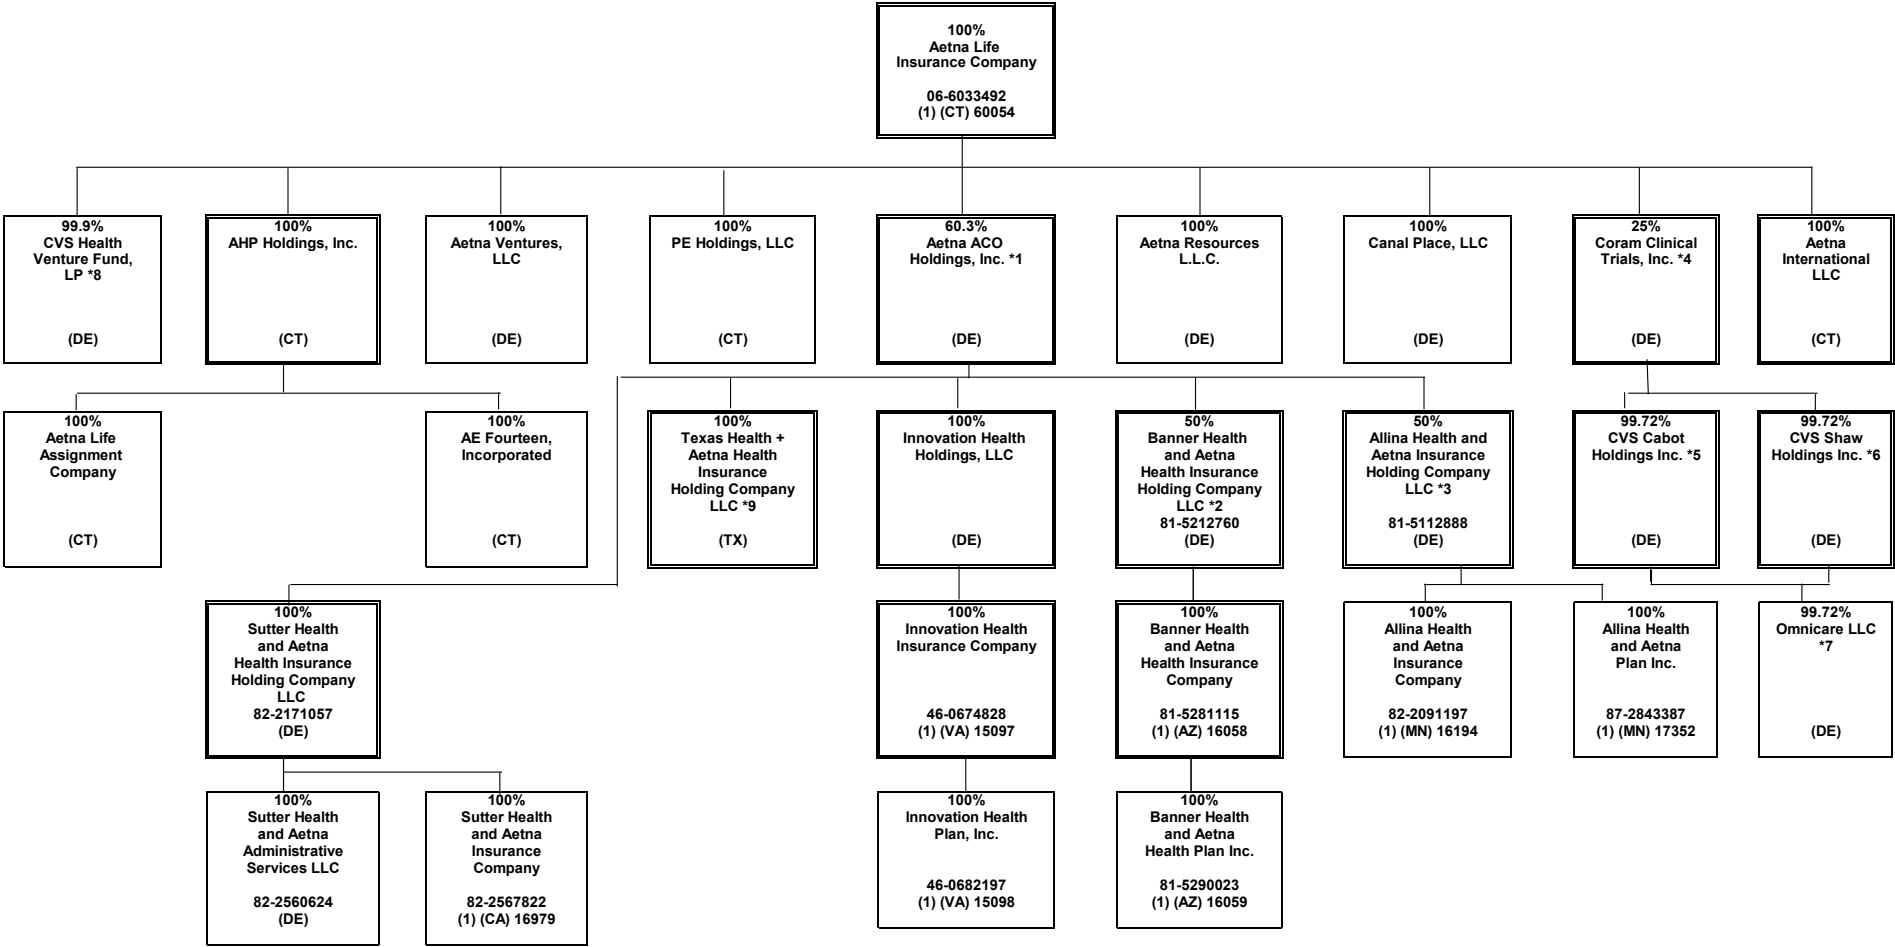 100%
Aetna Life
Insurance Company
06-6033492
(1) (CT) 60054
99.9%
CVS Health
Venture Fund,
LP *8
(DE)
100%
AHP Holdings, Inc.
(CT)
100%
Aetna Ventures,
LLC
(DE)
100%
PE Holdings, LLC
(CT)
60.3%
Aetna ACO
Holdings, Inc. *1
(DE)
100%
Aetna Resources
L.L.C.
(DE)
100%
Canal Place, LLC
(DE)
25%
Coram Clinical
Trials, Inc. *4
(DE)
100%
Aetna
International
LLC
(CT)
100%
Aetna Life
Assignment
Company
(CT)
100%
AE Fourteen,
Incorporated
(CT)
100%
Texas Health +
Aetna Health
Insurance
Holding Company
LLC *9
(TX)
100%
Innovation Health
Holdings, LLC
(DE)
50%
Banner Health
and Aetna
Health Insurance
Holding Company
LLC *2
81-5212760
(DE)
50%
Allina Health and
Aetna Insurance
Holding Company
LLC *3
81-5112888
(DE)
99.72%
CVS Cabot
Holdings Inc. *5
(DE)
99.72%
CVS Shaw
Holdings Inc. *6
(DE)
100%
Sutter Health
and Aetna
Health Insurance
Holding Company
LLC
82-2171057
(DE)
100%
Innovation Health
Insurance Company
46-0674828
(1) (VA) 15097
100%
Banner Health
and Aetna
Health Insurance
Company
81-5281115
(1) (AZ) 16058
100%
Allina Health
and Aetna
Insurance
Company
82-2091197
(1) (MN) 16194
100%
Allina Health
and Aetna
Plan Inc.
87-2843387
(1) (MN) 17352
99.72%
Omnicare LLC
*7
(DE)
100%
Sutter Health
and Aetna
Administrative
Services LLC
82-2560624
(DE)
100%
Sutter Health
and Aetna
Insurance
Company
82-2567822
(1) (CA) 16979
100%
Innovation Health
Plan, Inc.
46-0682197
(1) (VA) 15098
100%
Banner Health
and Aetna
Health Plan Inc.
81-5290023
(1) (AZ) 16059